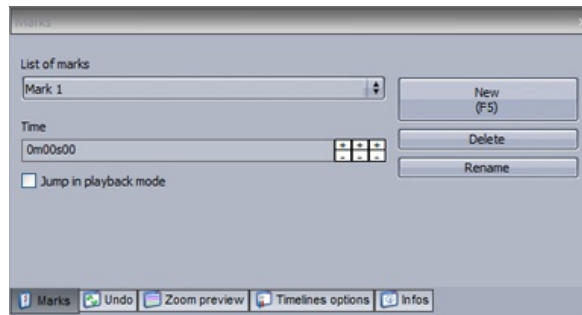 Marks
List of marks
Mark 1
New
(F5)
Time
Delete
0m00s00
+ + +
- - -
Rename
Jump in playback mode
Marks Undo Zoom preview Timelines options Infos